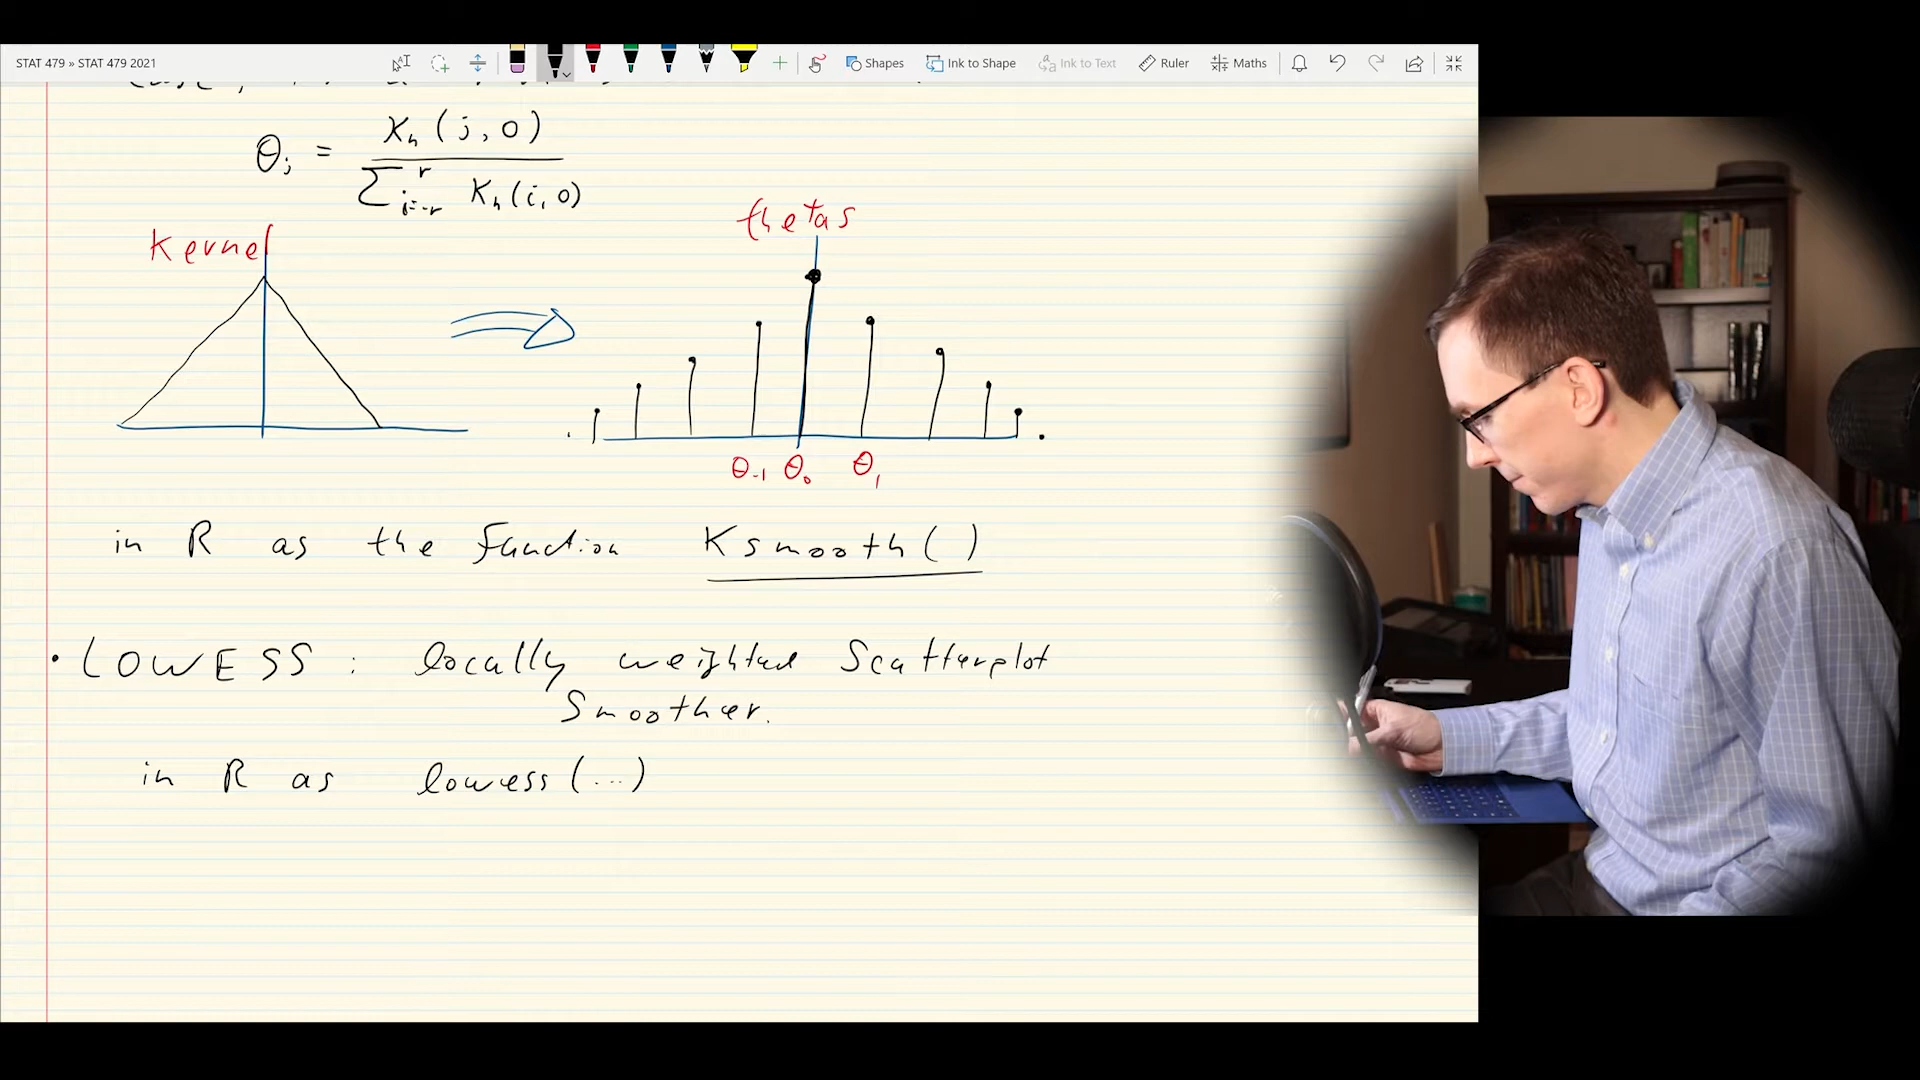 STAT 479 » STAT 479 2021
Shapes Ink to Shape Ink to Text Ruler Maths
θj = Kh(j,0)
∑ r i=-r Kh(i,0)
Kernel
thetas
θ-1 θ0 θ1
in R as the function Ksmooth()
• LOWESS: locally weighted Scatterplot
Smoother.
in R as lowess(...)